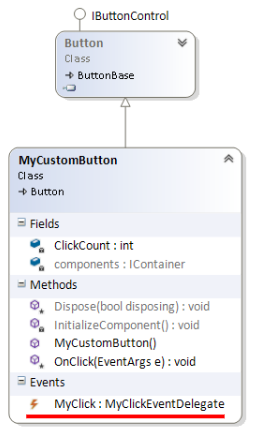 IButtonControl
Button
Class
ButtonBase
MyCustomButton
Class
Button
Fields
ClickCount : int
components : IContainer
Methods
Dispose(bool disposing) : void
InitializeComponent() : void
MyCustomButton()
OnClick(EventArgs e) : void
Events
MyClick : MyClickEventDelegate